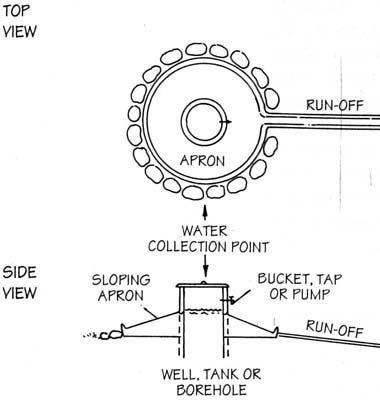 TOP
VIEW
RUN-OFF
APRON
WATER
COLLECTION POINT
SIDE
VIEW
SLOPING
APRON
BUCKET, TAP
OR PUMP
RUN-OFF
WELL, TANK OR
BOREHOLE